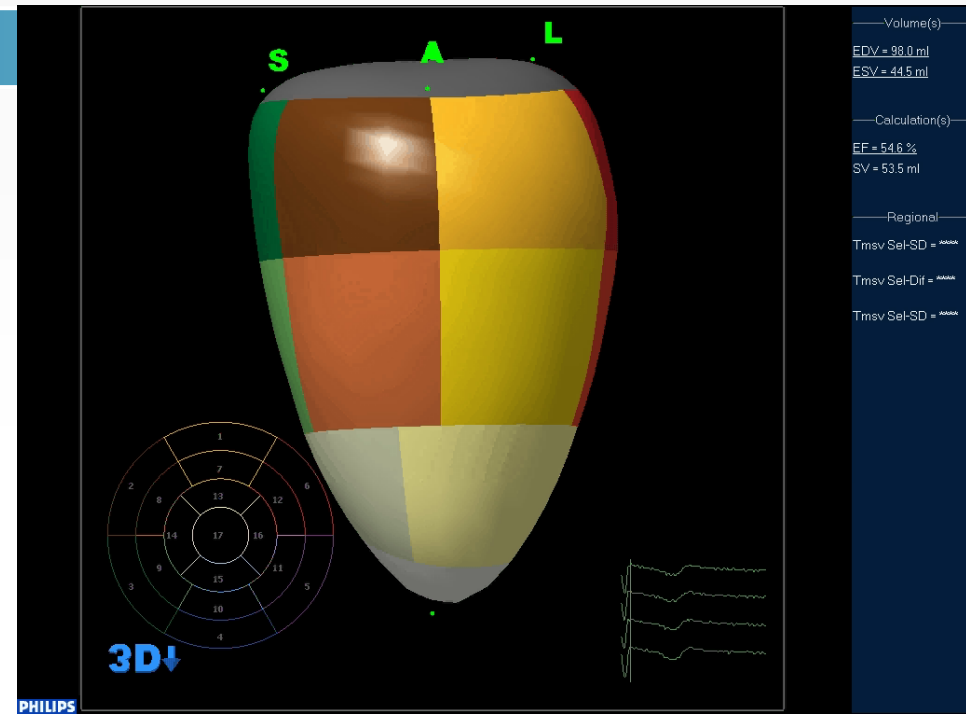 S A L
Volume(s)
EDV = 98.0 ml
ESV = 44.5 ml
Calculation(s)
EF = 54.6 %
SV = 53.5 ml
Regional
Tmsv Sel-SD = ****
Tmsv Sel-Dif = ****
Tmsv Sel-SD = ****
1
7
2
6
8
13
12
14
17
16
9
15
11
3
5
10
4
3D
PHILIPS